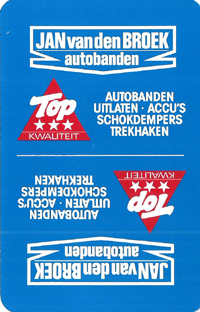 JAN van den BROEK
autobanden
Top
KWALITEIT
AUTOBANDEN
UITLATEN · ACCU'S
SCHOKDEMPERS
TREKHAKEN
Top
KWALITEIT
AUTOBANDEN
UITLATEN · ACCU'S
SCHOKDEMPERS
TREKHAKEN
JAN van den BROEK
autobanden